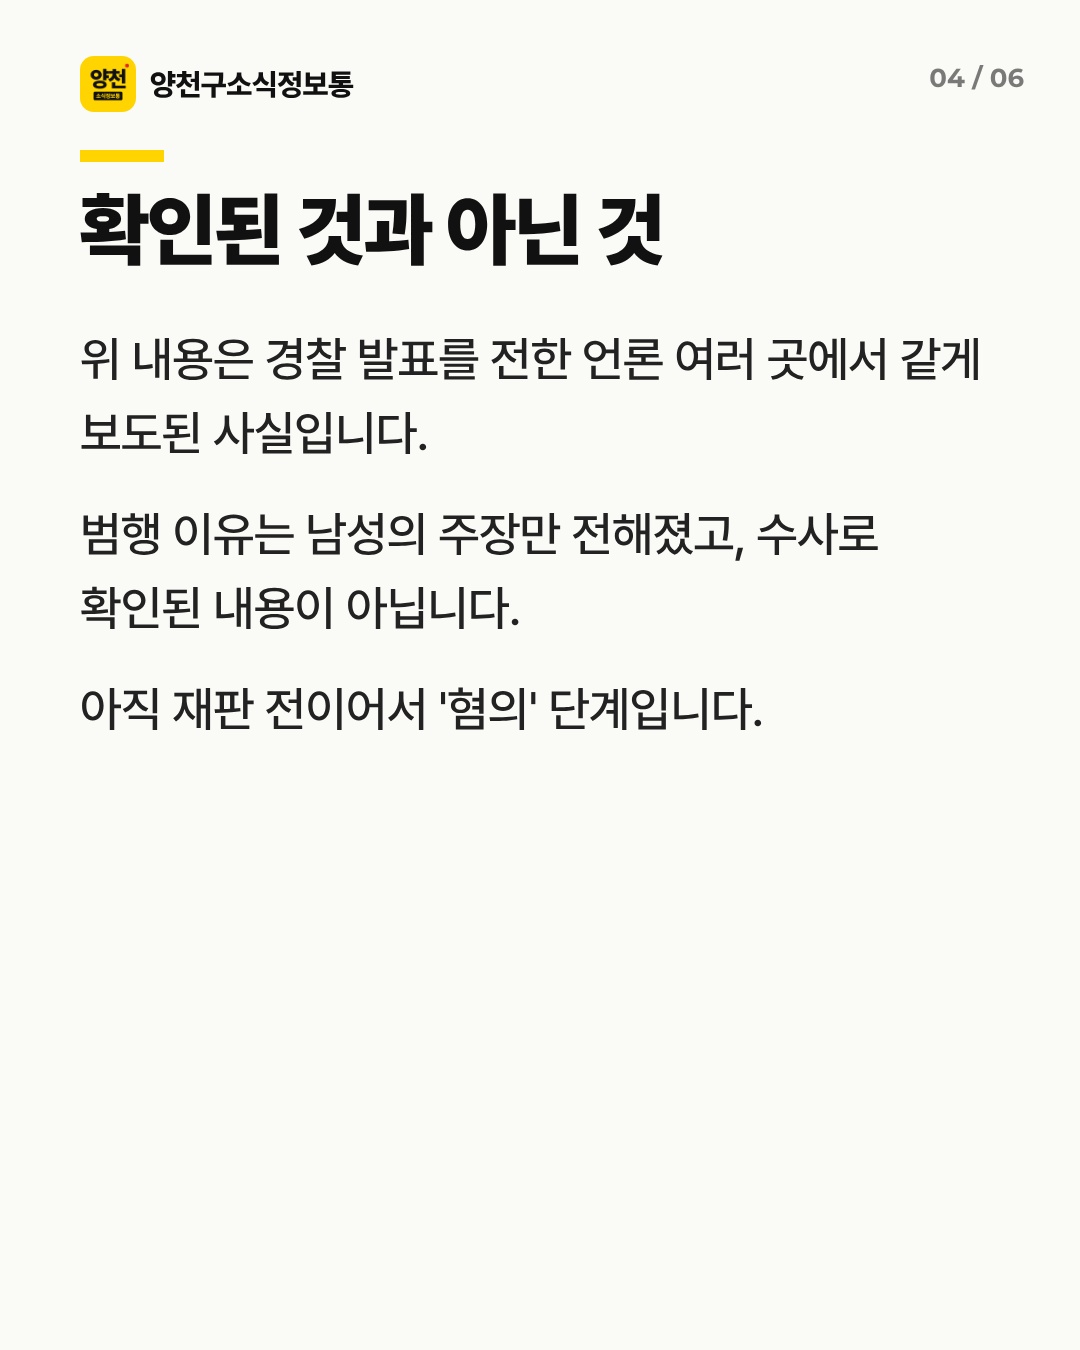 양천
소식정보통
양천구소식정보통
04 / 06
확인된 것과 아닌 것
위 내용은 경찰 발표를 전한 언론 여러 곳에서 같게
보도된 사실입니다.
범행 이유는 남성의 주장만 전해졌고, 수사로
확인된 내용이 아닙니다.
아직 재판 전이어서 '혐의' 단계입니다.